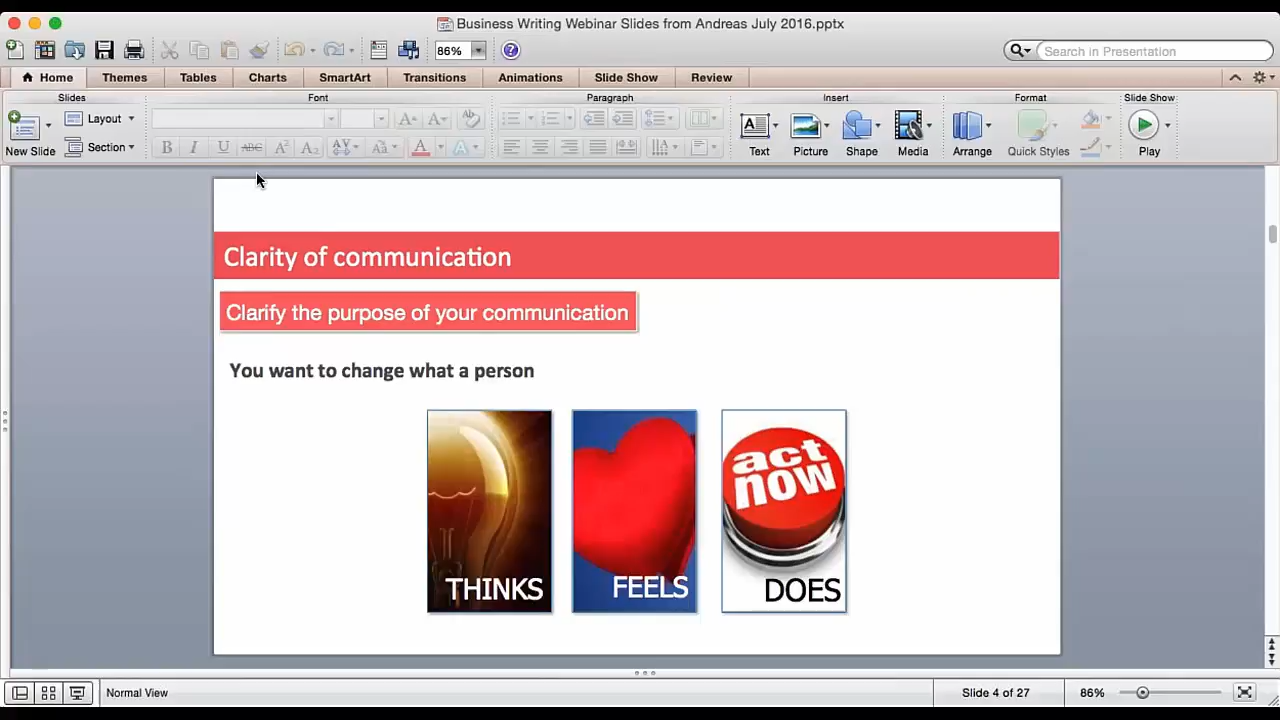 Business Writing Webinar Slides from Andreas July 2016.pptx
86%
Search in Presentation
Home Themes Tables Charts SmartArt Transitions Animations Slide Show Review
Slides Font Paragraph Insert Format Slide Show
New Slide
Layout
Section
Text Picture Shape Media Arrange Quick Styles Play
Clarity of communication
Clarify the purpose of your communication
You want to change what a person
THINKS
FEELS
act
now
DOES
Normal View
Slide 4 of 27
86%